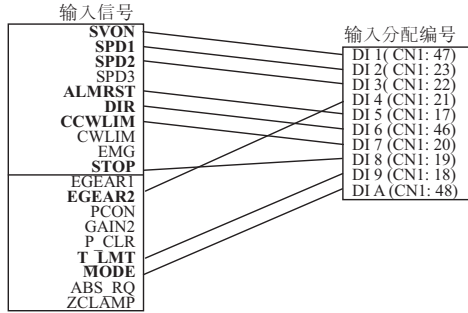 输入信号
SVON
SPD1
SPD2
SPD3
ALMRST
DIR
CCWLIM
CWLIM
EMG
STOP
EGEAR1
EGEAR2
PCON
GAIN2
P_CLR
T_LMT
MODE
ABS_RQ
ZCLAMP
输入分配编号
DI 1( CN1: 47)
DI 2( CN1: 23)
DI 3( CN1: 22)
DI 4 (CN1: 21)
DI 5 (CN1: 17)
DI 6 (CN1: 46)
DI 7 (CN1: 20)
DI 8 (CN1: 19)
DI 9 (CN1: 18)
DI A (CN1: 48)